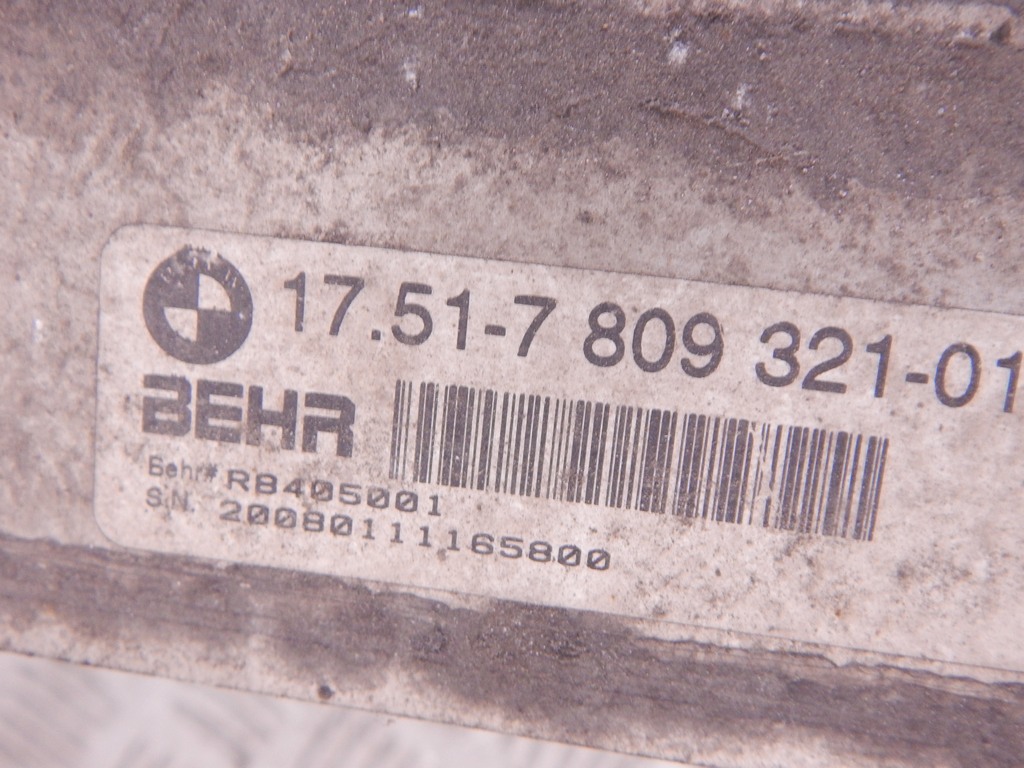 17.51-7 809 321-01
BEHR
Behr# R8405001
S.N. 20080111165800